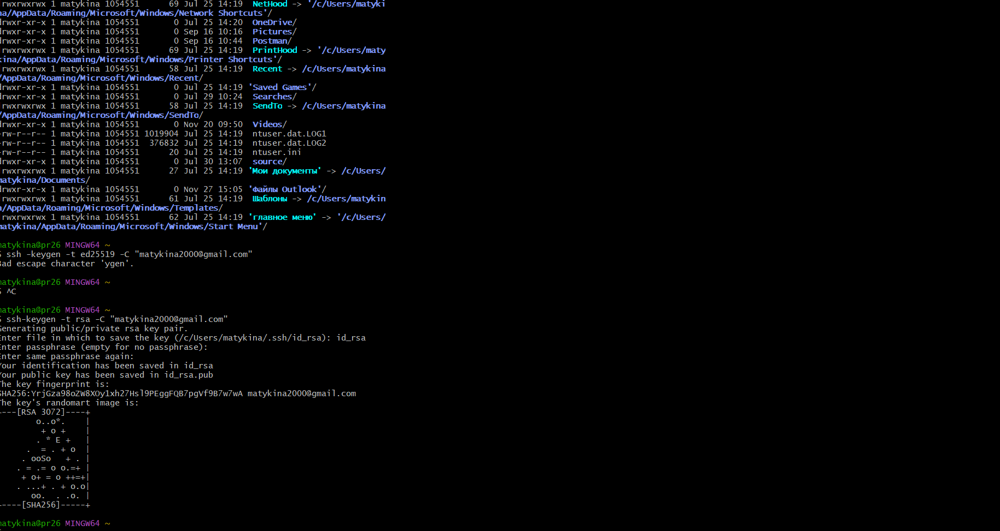 rwxrwxrwx 1 matykina 1054551      69 Jul 25 14:19  NetHood -> '/c/Users/matyki
na/AppData/Roaming/Microsoft/Windows/Network Shortcuts'/
drwxr-xr-x 1 matykina 1054551       0 Jul 25 14:20  OneDrive/
drwxr-xr-x 1 matykina 1054551       0 Sep 16 10:16  Pictures/
drwxr-xr-x 1 matykina 1054551       0 Sep 16 10:44  Postman/
rwxrwxrwx 1 matykina 1054551      69 Jul 25 14:19  PrintHood -> '/c/Users/maty
kina/AppData/Roaming/Microsoft/Windows/Printer Shortcuts'/
rwxrwxrwx 1 matykina 1054551      58 Jul 25 14:19  Recent -> /c/Users/matykina
/AppData/Roaming/Microsoft/Windows/Recent/
drwxr-xr-x 1 matykina 1054551       0 Jul 25 14:19 'Saved Games'/
drwxr-xr-x 1 matykina 1054551       0 Jul 29 10:24  Searches/
rwxrwxrwx 1 matykina 1054551      58 Jul 25 14:19  SendTo -> /c/Users/matykina
/AppData/Roaming/Microsoft/Windows/SendTo/
drwxr-xr-x 1 matykina 1054551       0 Nov 20 09:50  Videos/
-rw-r--r-- 1 matykina 1054551 1019904 Jul 25 14:19  ntuser.dat.LOG1
-rw-r--r-- 1 matykina 1054551  376832 Jul 25 14:19  ntuser.dat.LOG2
-rw-r--r-- 1 matykina 1054551      20 Jul 25 14:19  ntuser.ini
drwxr-xr-x 1 matykina 1054551       0 Jul 30 13:07  source/
rwxrwxrwx 1 matykina 1054551      27 Jul 25 14:19 'Мои документы' -> /c/Users/
matykina/Documents/
drwxr-xr-x 1 matykina 1054551       0 Nov 27 15:05 'Файлы Outlook'/
rwxrwxrwx 1 matykina 1054551      61 Jul 25 14:19  Шаблоны -> /c/Users/matykin
a/AppData/Roaming/Microsoft/Windows/Templates/
rwxrwxrwx 1 matykina 1054551      62 Jul 25 14:19 'главное меню' -> '/c/Users/
matykina/AppData/Roaming/Microsoft/Windows/Start Menu'/
matykina@pr26 MINGW64 ~
$ ssh -keygen -t ed25519 -C "matykina2000@gmail.com"
Bad escape character 'ygen'.
matykina@pr26 MINGW64 ~
$ ^C
matykina@pr26 MINGW64 ~
$ ssh-keygen -t rsa -C "matykina2000@gmail.com"
Generating public/private rsa key pair.
Enter file in which to save the key (/c/Users/matykina/.ssh/id_rsa): id_rsa
Enter passphrase (empty for no passphrase):
Enter same passphrase again:
Your identification has been saved in id_rsa
Your public key has been saved in id_rsa.pub
The key fingerprint is:
SHA256:YrjGza98oZW8XOy1xh27Hsl9PEggFQB7pgVf9B7w7wA matykina2000@gmail.com
The key's randomart image is:
----[RSA 3072]----+
       o..o*.    |
        + o +    |
       . * E +   |
     .  = . + o  |
    . ooSo   + . |
   . = .= o o.=+ |
    + o+ = o ++=+|
   . ...+ . + o.o|
      oo.  . .o. |
-----[SHA256]-----+
matykina@pr26 MINGW64 ~